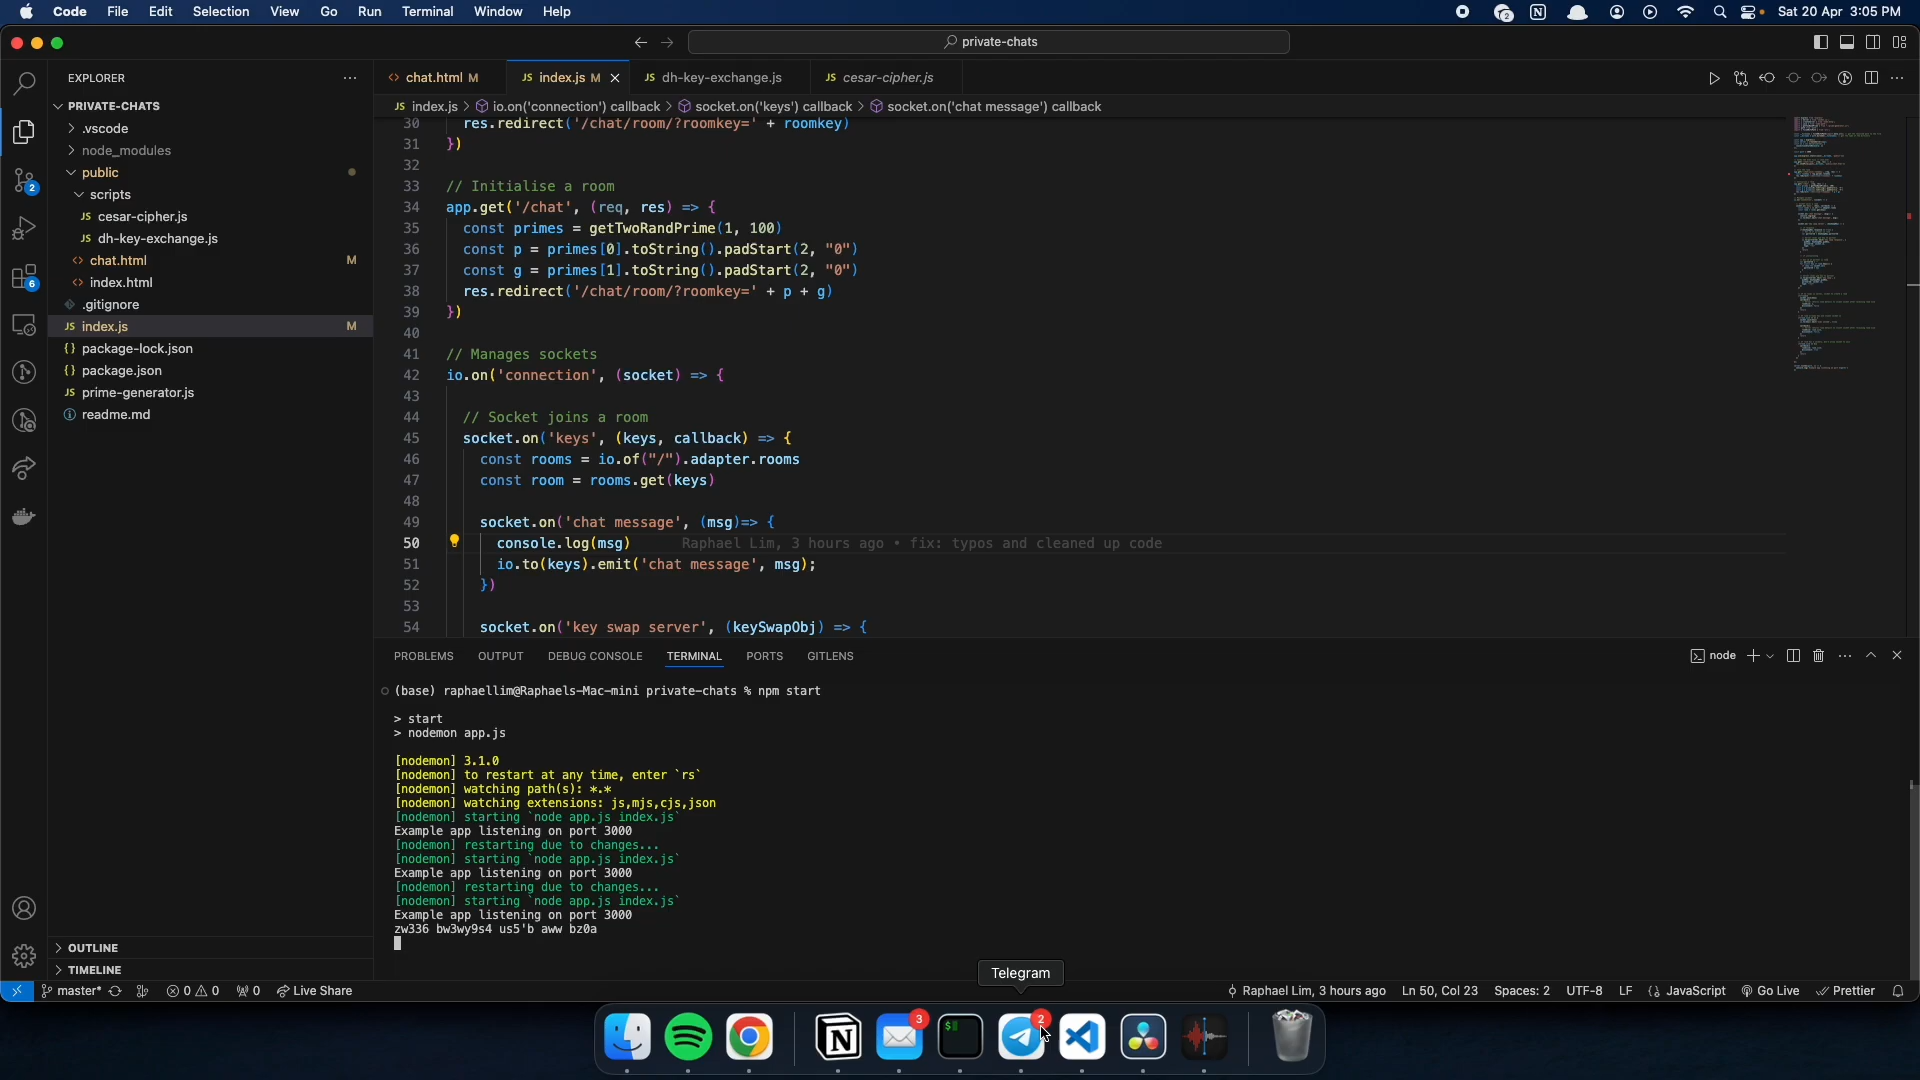 Code File Edit Selection View Go Run Terminal Window Help
2
Sat 20 Apr 3:05 PM
private-chats
EXPLORER
PRIVATE-CHATS
.vscode
node_modules
public
scripts
JS cesar-cipher.js
JS dh-key-exchange.js
<> chat.html M
<> index.html
.gitignore
JS index.js M
{} package-lock.json
{} package.json
JS prime-generator.js
readme.md
OUTLINE
TIMELINE
2
6
<> chat.html M
JS index.js M
JS dh-key-exchange.js
JS cesar-cipher.js
JS index.js > io.on('connection') callback > socket.on('keys') callback > socket.on('chat message') callback
30 res.redirect('/chat/room/?roomkey=' + roomkey)
31 })
32
33 // Initialise a room
34 app.get('/chat', (req, res) => {
35 const primes = getTwoRandPrime(1, 100)
36 const p = primes[0].toString().padStart(2, "0")
37 const g = primes[1].toString().padStart(2, "0")
38 res.redirect('/chat/room/?roomkey=' + p + g)
39 })
40
41 // Manages sockets
42 io.on('connection', (socket) => {
43
44 // Socket joins a room
45 socket.on('keys', (keys, callback) => {
46 const rooms = io.of("/").adapter.rooms
47 const room = rooms.get(keys)
48
49 socket.on('chat message', (msg)=> {
50 console.log(msg) Raphael Lim, 3 hours ago • fix: typos and cleaned up code
51 io.to(keys).emit('chat message', msg);
52 })
53
54 socket.on('key swap server', (keySwapObj) => {
PROBLEMS OUTPUT DEBUG CONSOLE TERMINAL PORTS GITLENS
node
(base) raphaellim@Raphaels-Mac-mini private-chats % npm start
> start
> nodemon app.js
[nodemon] 3.1.0
[nodemon] to restart at any time, enter `rs`
[nodemon] watching path(s): *.*
[nodemon] watching extensions: js,mjs,cjs,json
[nodemon] starting `node app.js index.js`
Example app listening on port 3000
[nodemon] restarting due to changes...
[nodemon] starting `node app.js index.js`
Example app listening on port 3000
[nodemon] restarting due to changes...
[nodemon] starting `node app.js index.js`
Example app listening on port 3000
zw336 bw3wy9s4 us5'b aww bz0a
Telegram
master* 0 0 0 Live Share
Raphael Lim, 3 hours ago Ln 50, Col 23 Spaces: 2 UTF-8 LF {} JavaScript Go Live Prettier
3
2